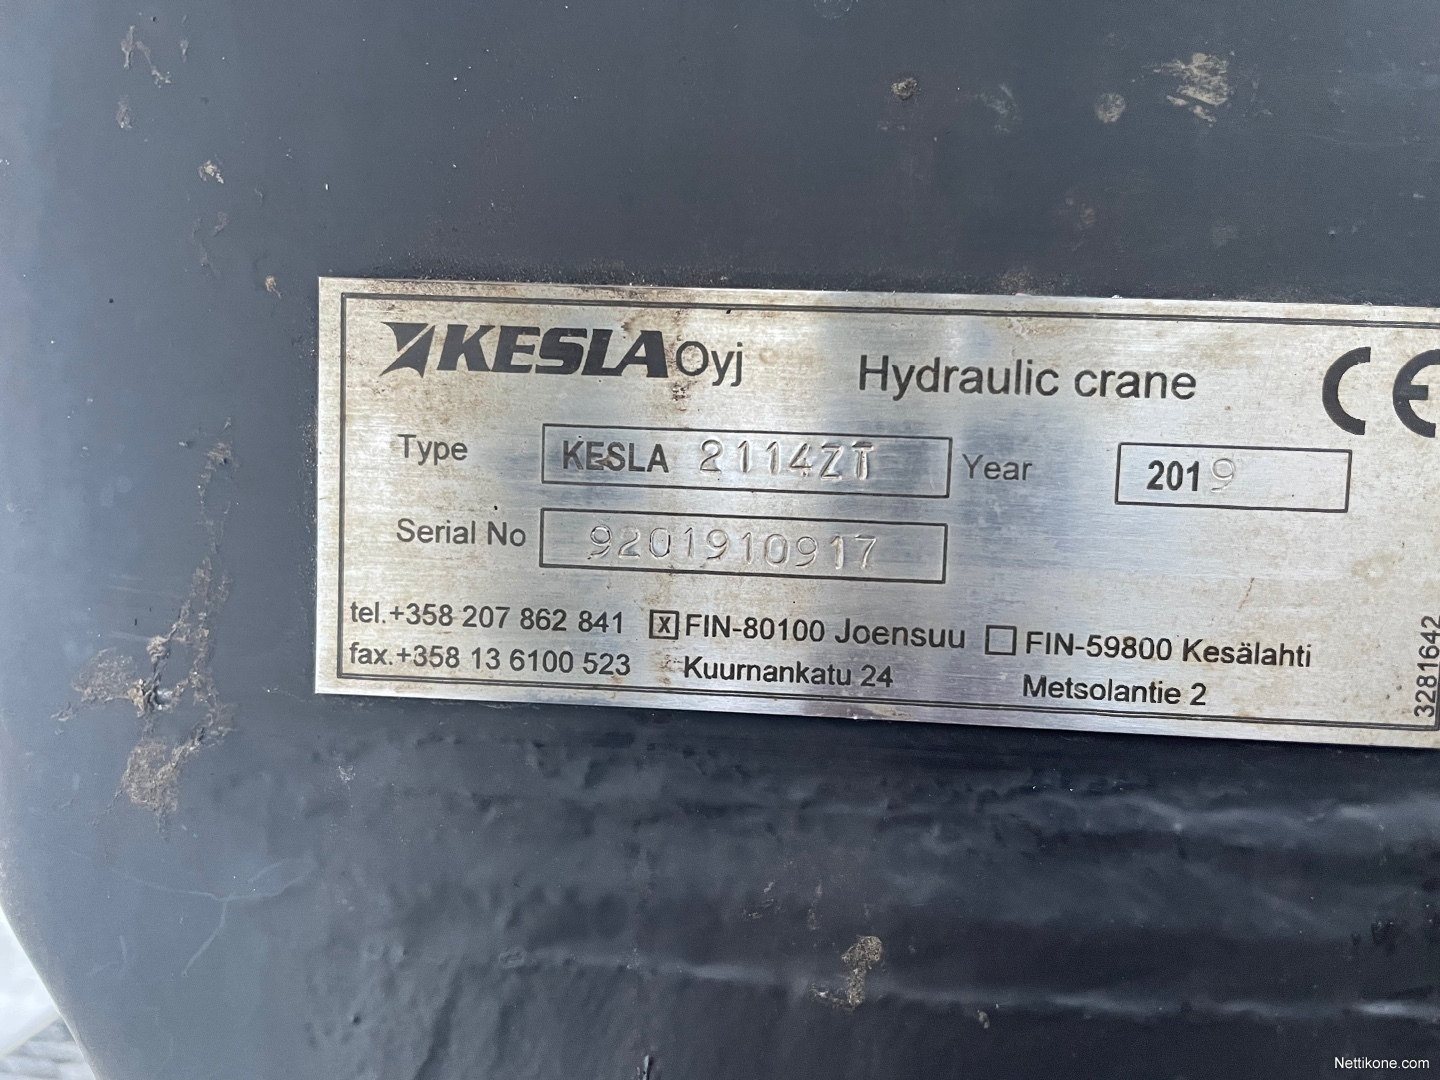 KESLA Oyj Hydraulic crane CE
Type KESLA 2114ZT Year 2019
Serial No 9201910917
tel.+358 207 862 841 x FIN-80100 Joensuu FIN-59800 Kesälahti
fax.+358 13 6100 523 Kuurnankatu 24 Metsolantie 2
3281642
Nettikone.com